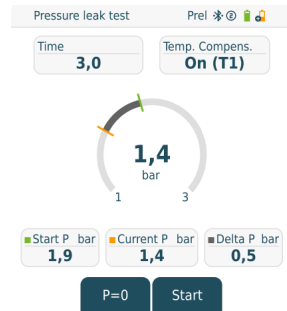 Pressure leak test Prel
Time Temp. Compens.
3,0 On (T1)
1,4
bar
1 3
Start P bar Current P bar Delta P bar
1,9 1,4 0,5
P=0 Start